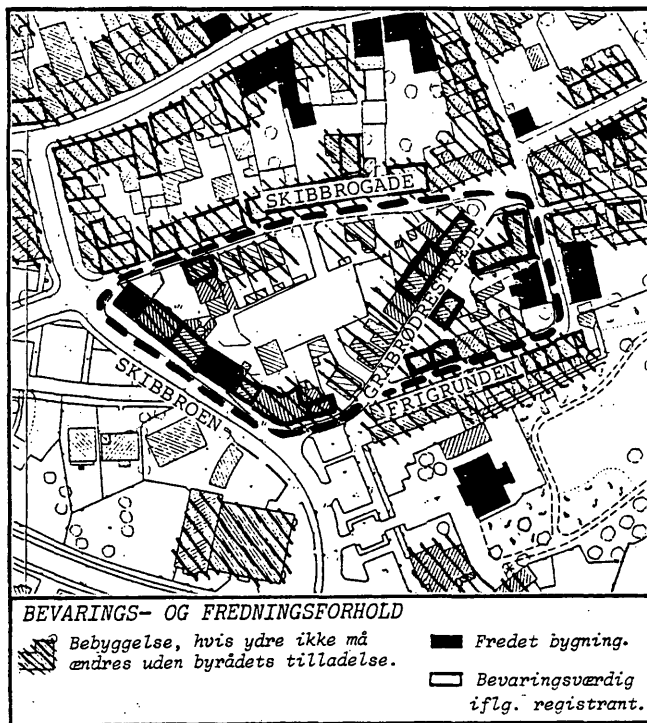 SKIBBROGADE
GRÅBRØDRESTRÆDE
SKIBBROEN
FRIGRUNDEN
BEVARINGS- OG FREDNINGSFORHOLD
Bebyggelse, hvis ydre ikke må
ændres uden byrådets tilladelse.
Fredet bygning.
Bevaringsværdig
iflg. registrant.